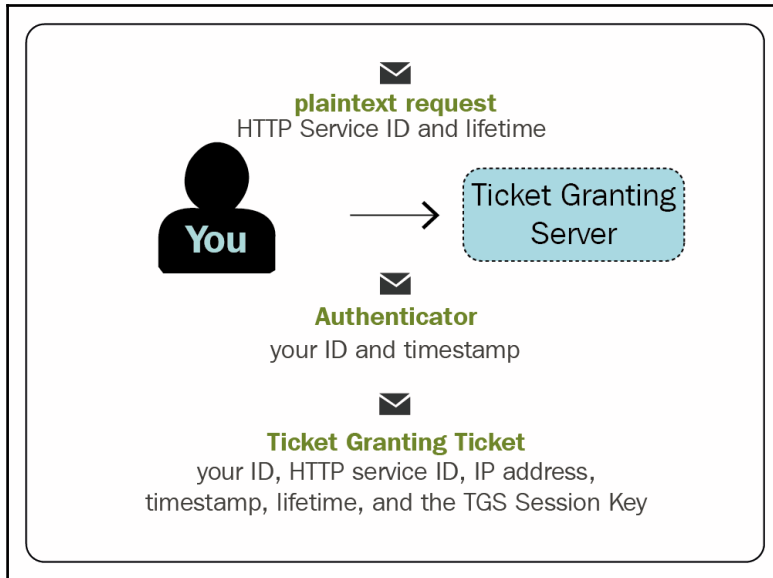 plaintext request
HTTP Service ID and lifetime
You
Ticket Granting
Server
Authenticator
your ID and timestamp
Ticket Granting Ticket
your ID, HTTP service ID, IP address,
timestamp, lifetime, and the TGS Session Key